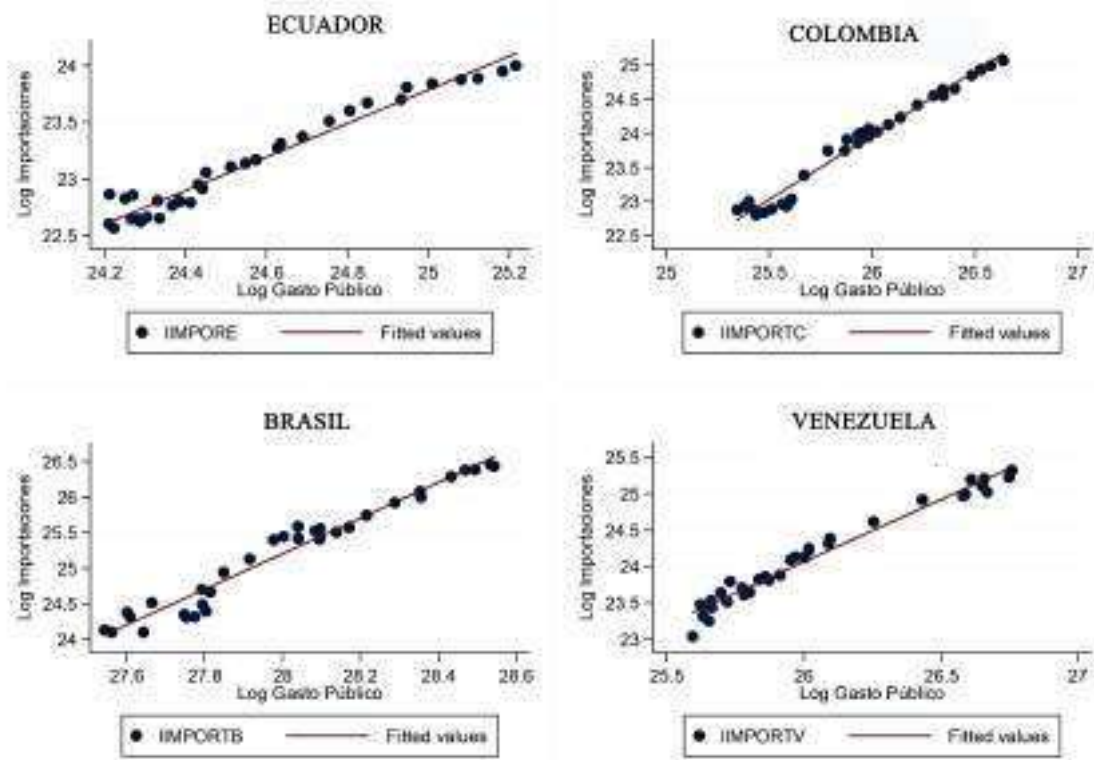 ECUADOR
Log Importaciones
24
23.5
23
22.5
24.2 24.4 24.6 24.8 25 25.2
Log Gasto Público
IIMPORE Fitted values
COLOMBIA
Log Importaciones
25
24.5
24
23.5
23
22.5
25 25.5 26 26.5 27
Log Gasto Público
IIMPORTC Fitted values
BRASIL
Log Importaciones
26.5
26
25.5
25
24.5
24
27.6 27.8 28 28.2 28.4 28.6
Log Gasto Público
IIMPORTB Fitted values
VENEZUELA
Log Importaciones
25.5
25
24.5
24
23.5
23
25.5 26 26.5 27
Log Gasto Público
IIMPORTV Fitted values